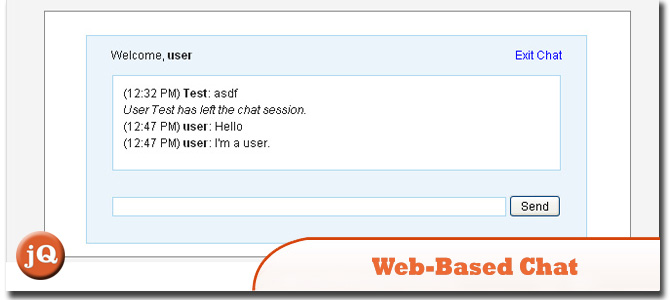 Welcome, user
Exit Chat
(12:32 PM) Test: asdf
User Test has left the chat session.
(12:47 PM) user: Hello
(12:47 PM) user: I'm a user.
Send
jQ
Web-Based Chat